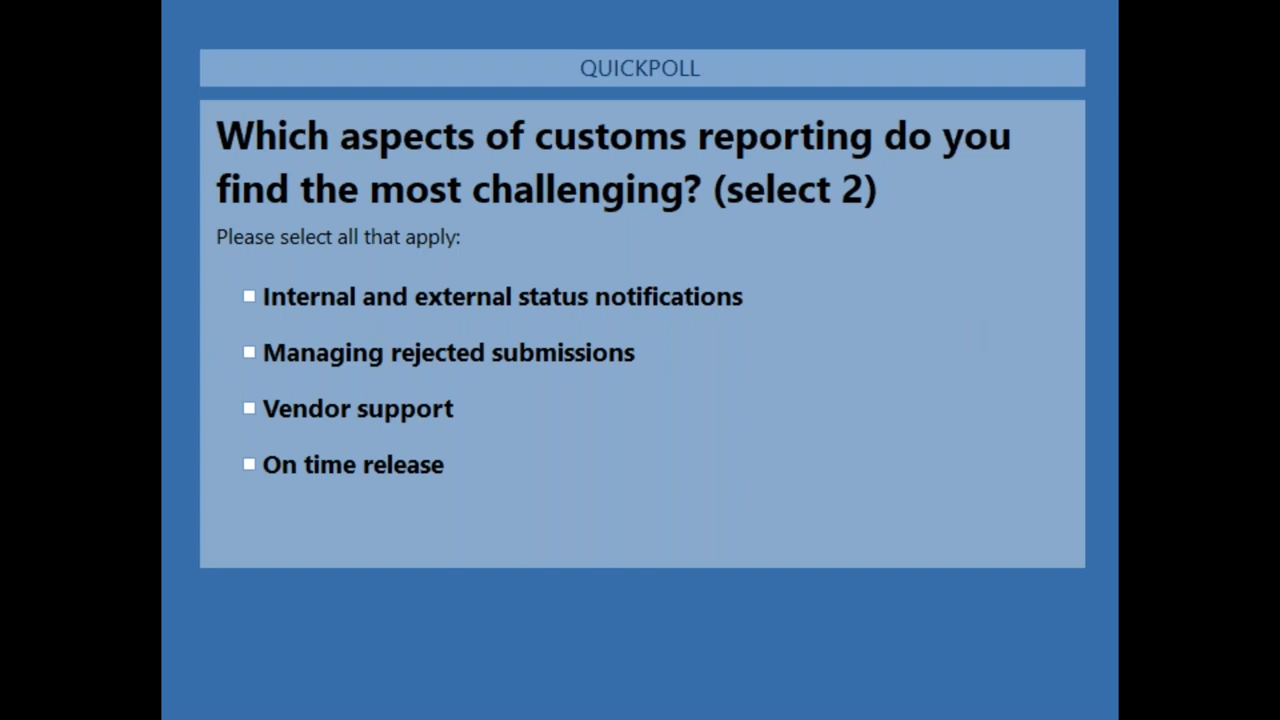 QUICKPOLL
Which aspects of customs reporting do you
find the most challenging? (select 2)
Please select all that apply:
Internal and external status notifications
Managing rejected submissions
Vendor support
On time release